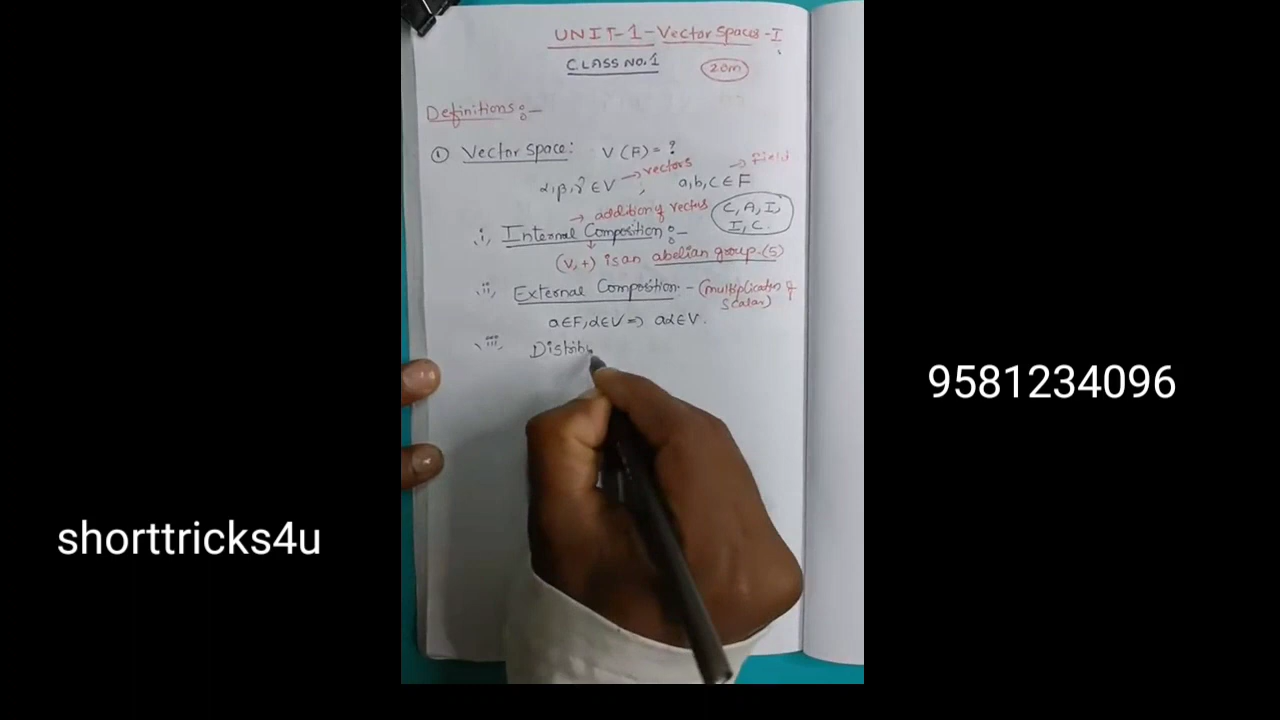 UNIT-1-Vector Spaces-I
CLASS NO.1
20m
Definitions:-
① Vector space: V(F) = ?
α,β,γ ∈ V → vectors ; a,b,c ∈ F → field
→ addition of vectors
C, A, I,
I, C.
i, Internal Composition:-
(V,+) is an abelian group.(5)
ii, External Composition - (multiplication of
scalar)
a∈F, α∈V ⇒ aα∈V.
iii, Distrib
9581234096
shorttricks4u